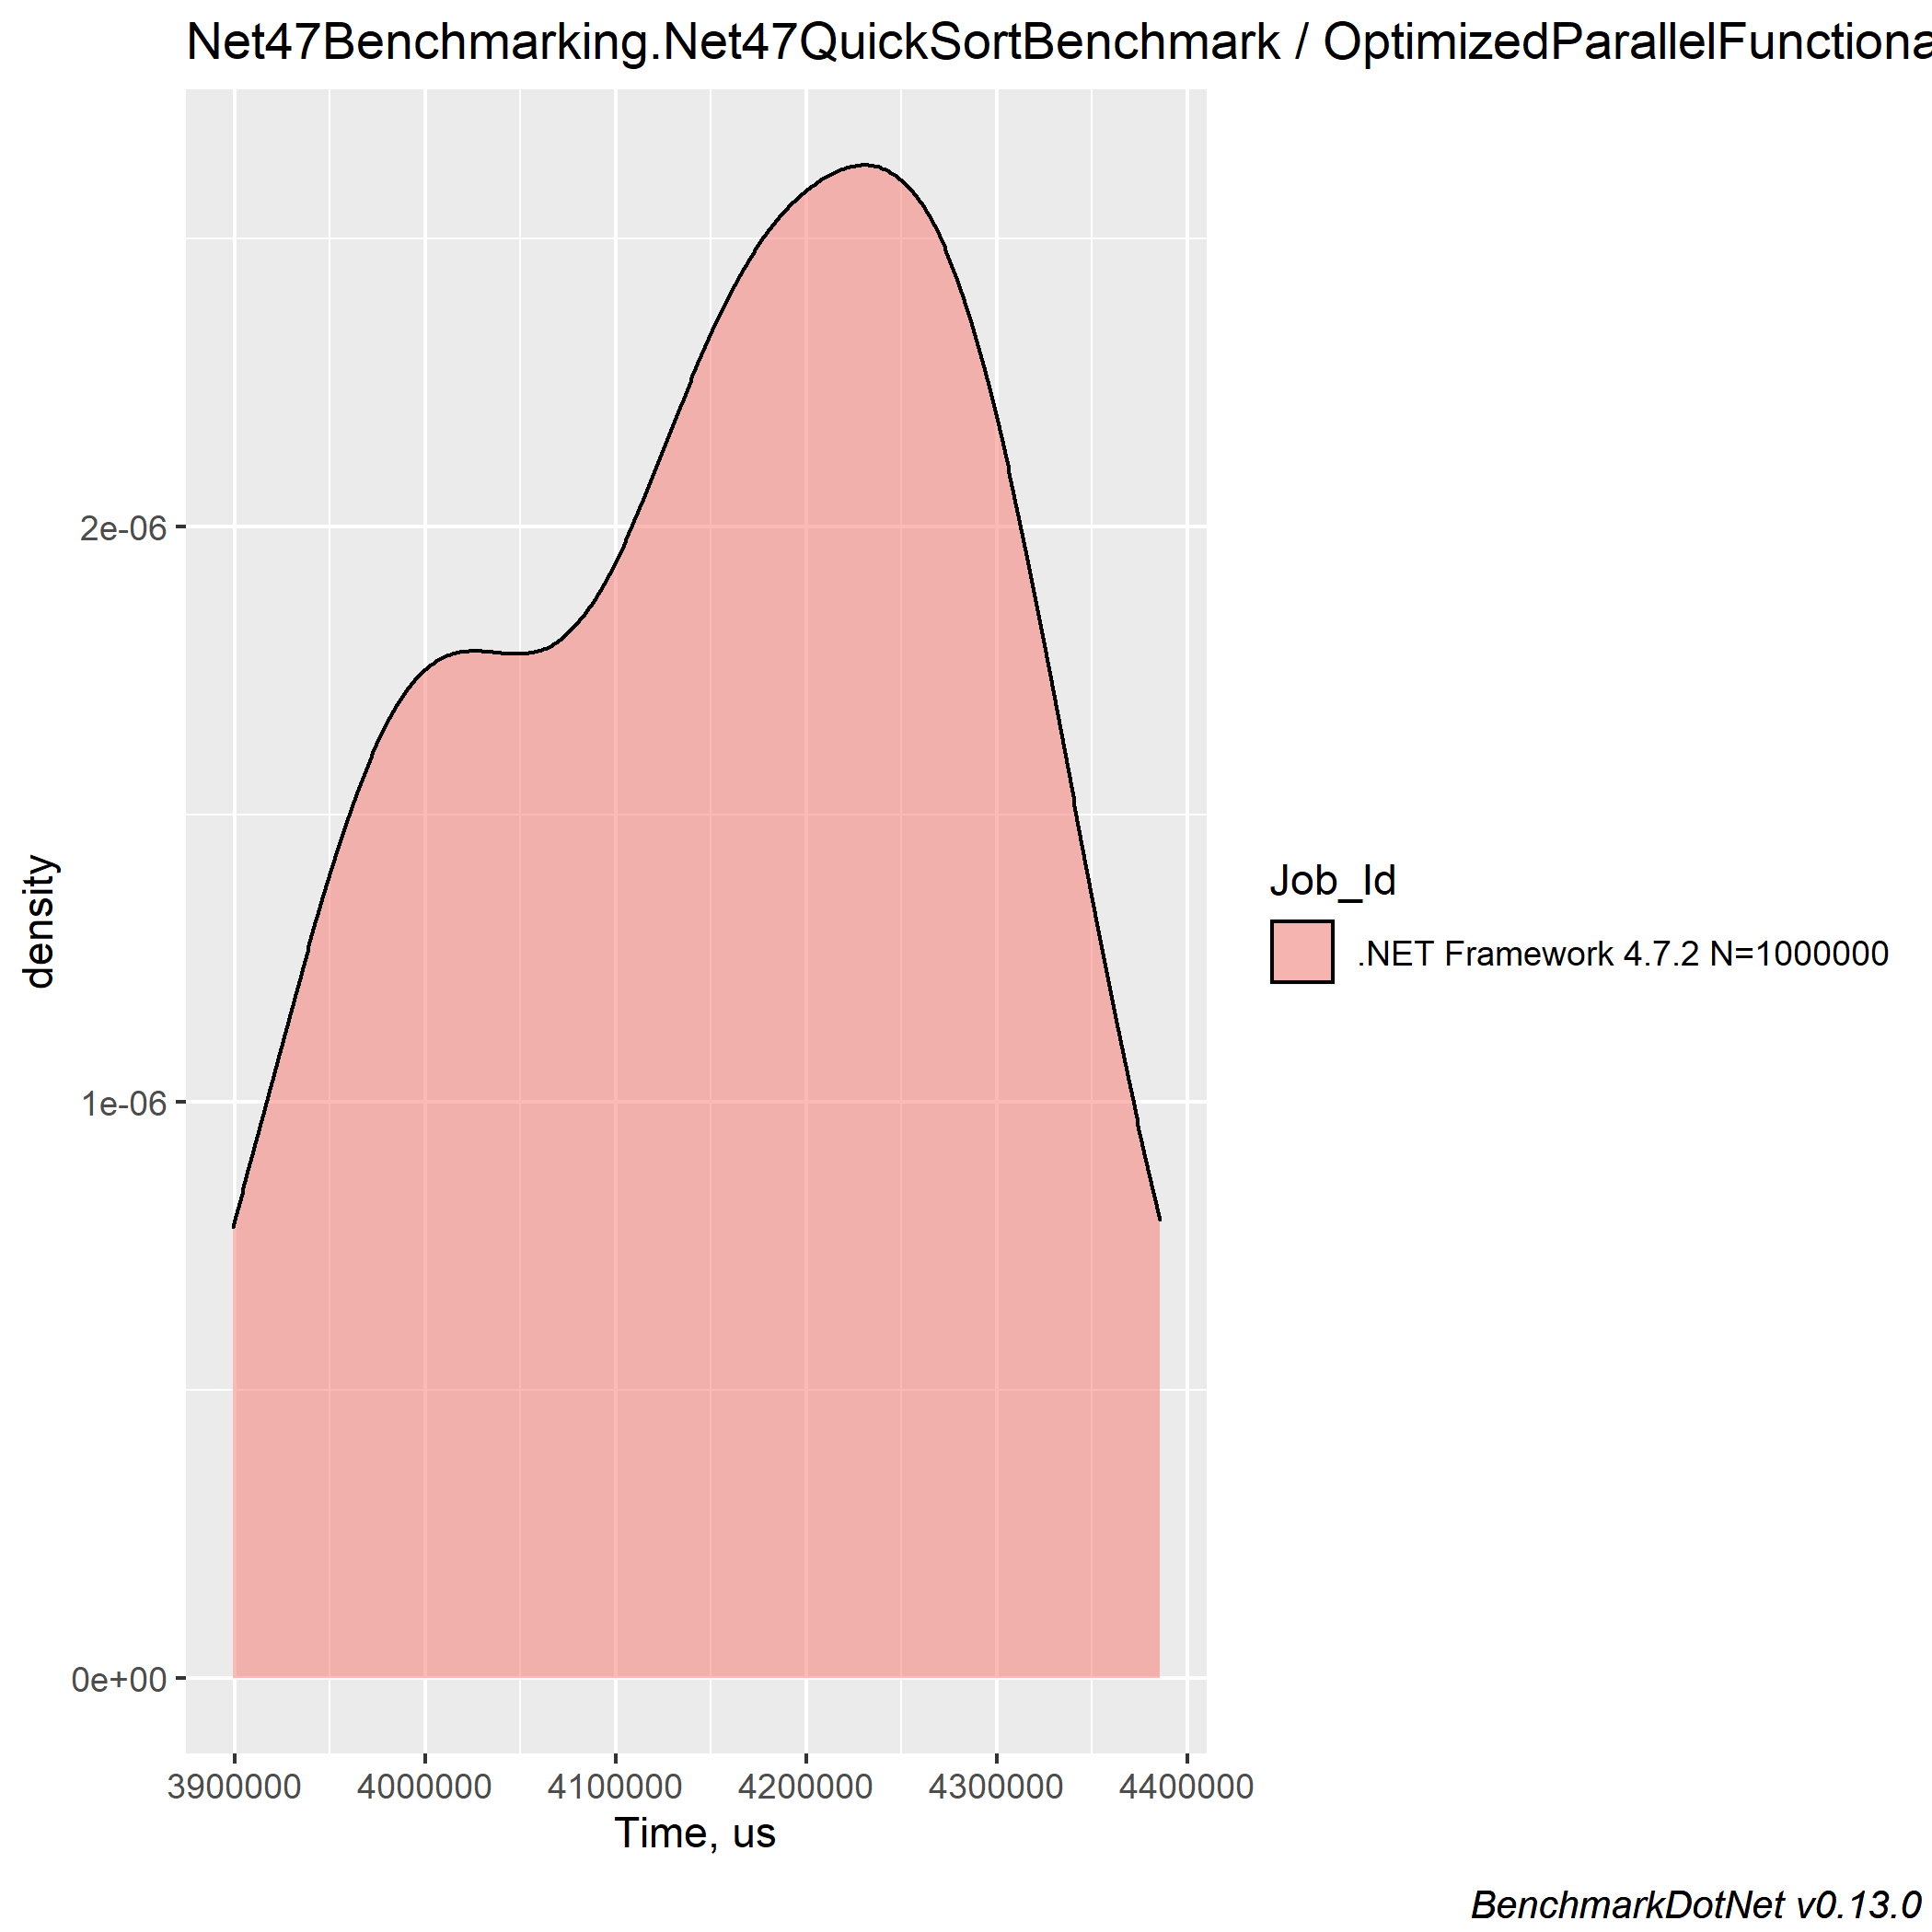 Net47Benchmarking.Net47QuickSortBenchmark / OptimizedParallelFunctiona
density
2e-06
1e-06
0e+00
3900000 4000000 4100000 4200000 4300000 4400000
Time, us
Job_Id
.NET Framework 4.7.2 N=1000000
BenchmarkDotNet v0.13.0